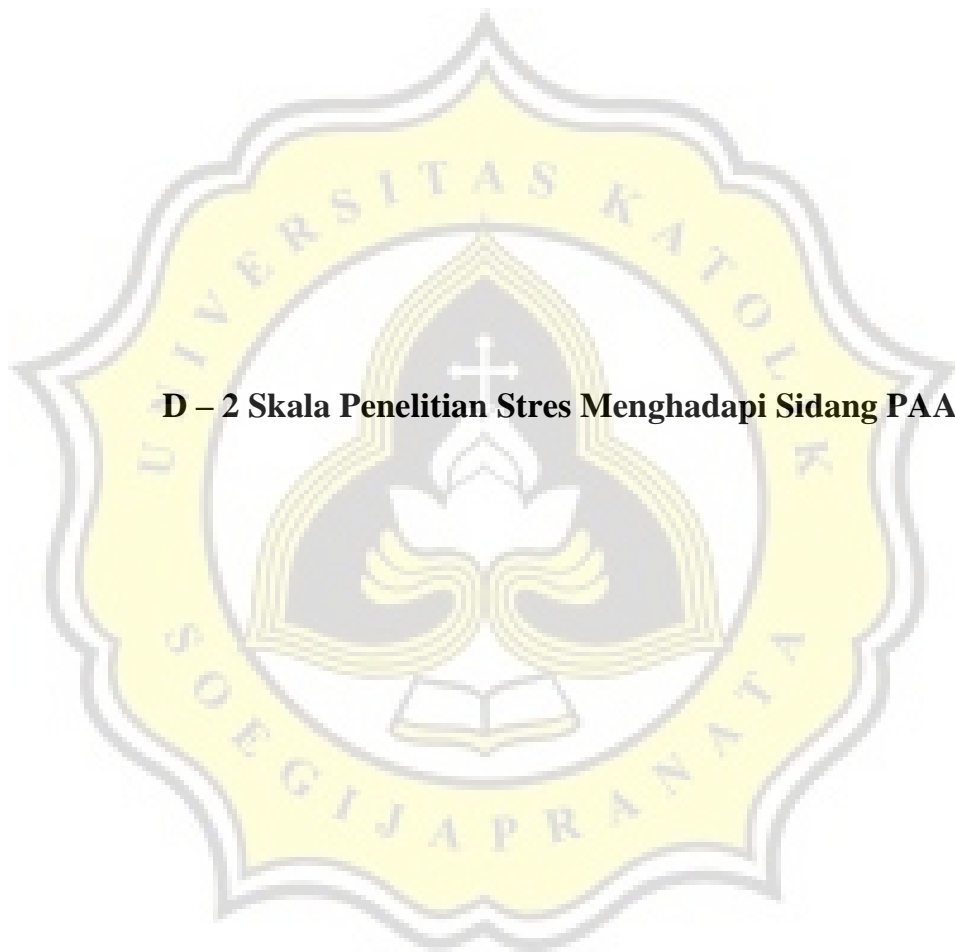 UNIVERSITAS KATOLIK
D – 2 Skala Penelitian Stres Menghadapi Sidang PAA
SOEGIJAPRANATA